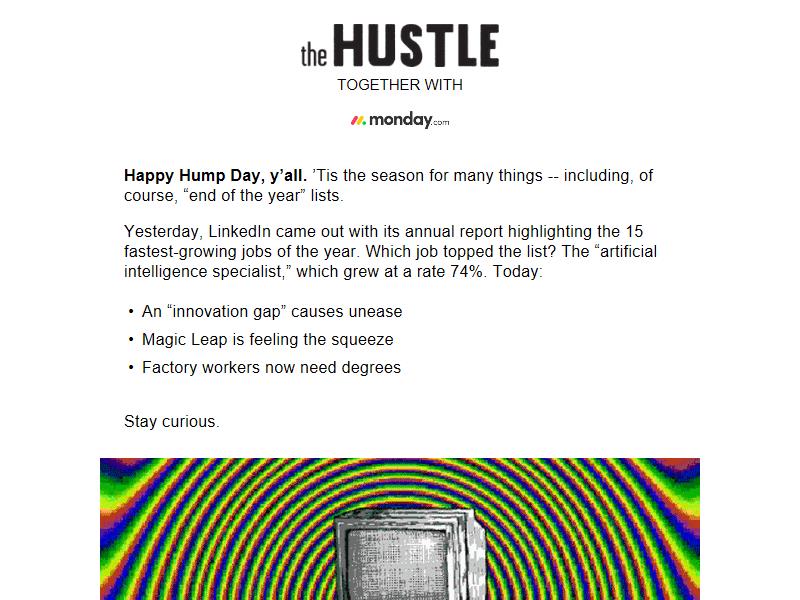 the HUSTLE
TOGETHER WITH
monday.com
Happy Hump Day, y’all. ’Tis the season for many things -- including, of
course, “end of the year” lists.
Yesterday, LinkedIn came out with its annual report highlighting the 15
fastest-growing jobs of the year. Which job topped the list? The “artificial
intelligence specialist,” which grew at a rate 74%. Today:
• An “innovation gap” causes unease
• Magic Leap is feeling the squeeze
• Factory workers now need degrees
Stay curious.